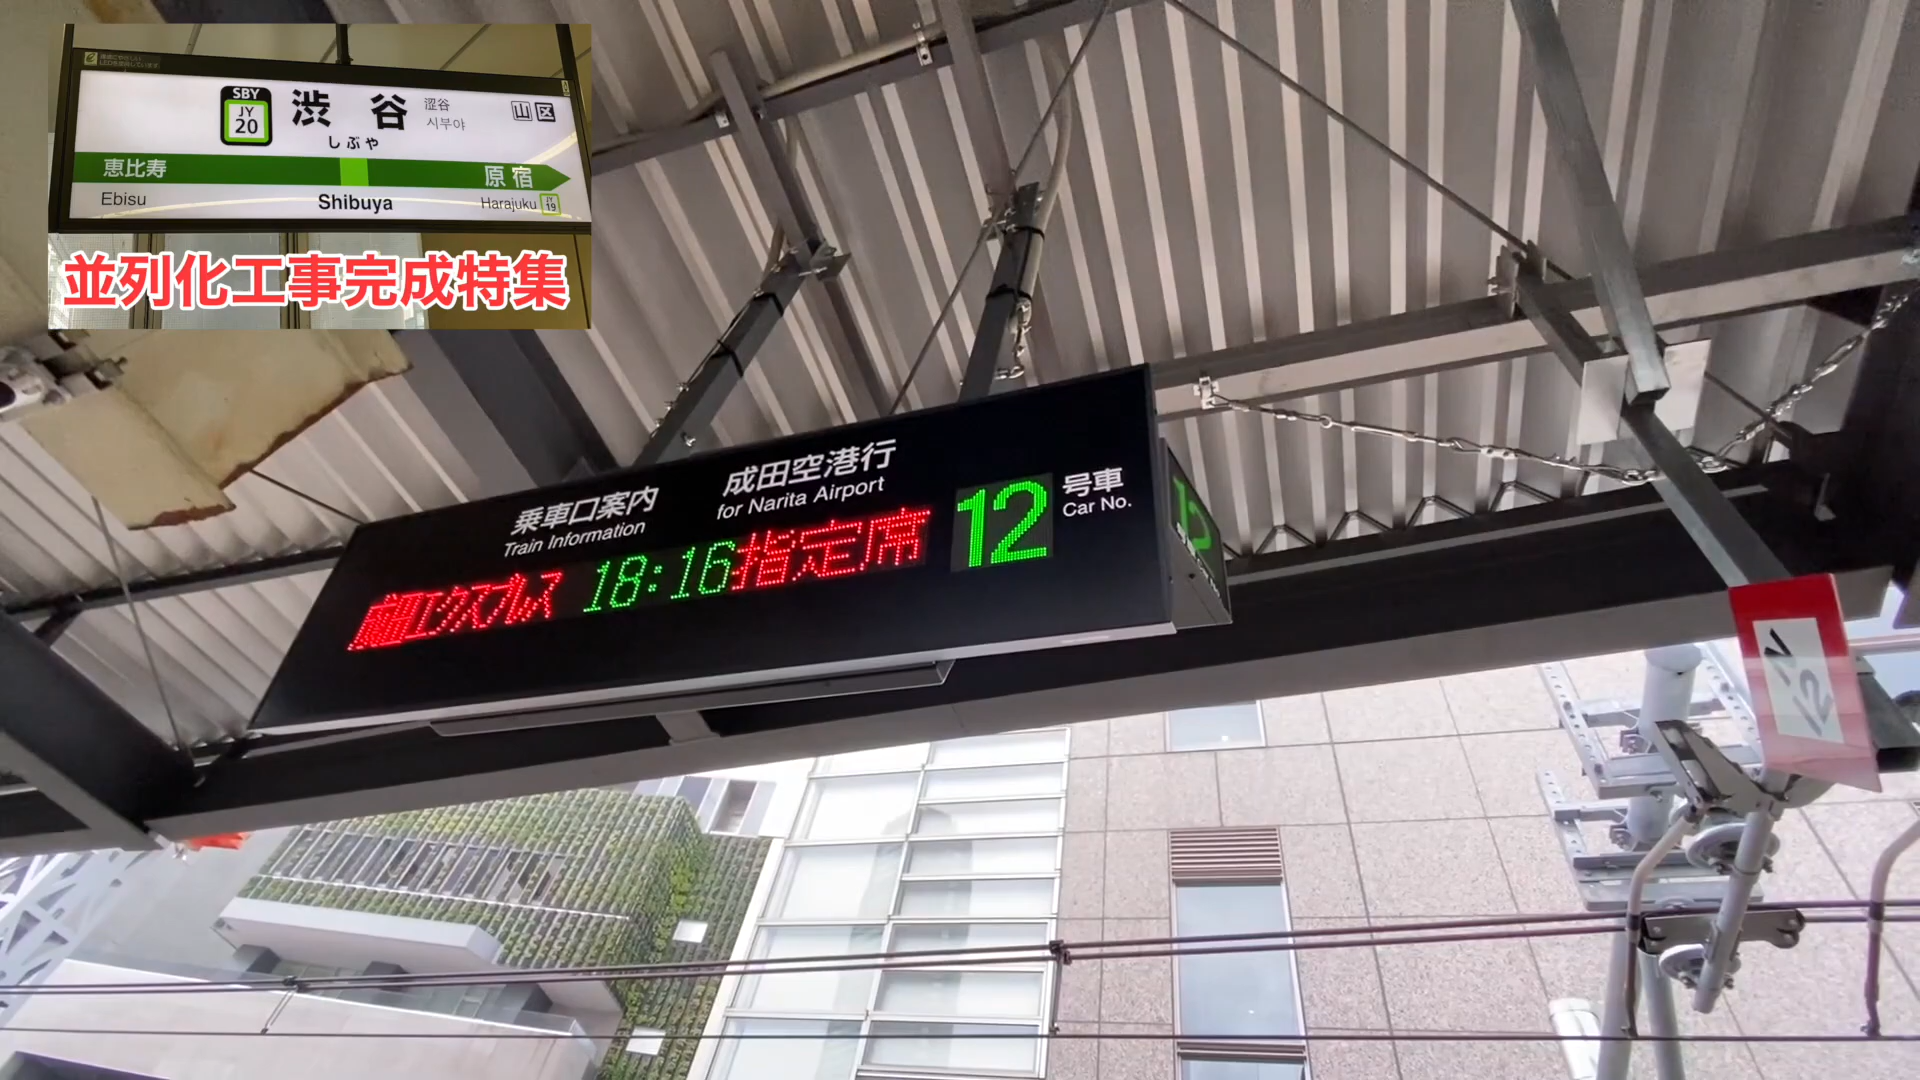 SBY
JY
20
渋谷
涩谷
시부야
山区
しぶや
恵比寿
原宿
Ebisu
Shibuya
Harajuku
JY
19
並列化工事完成特集
乗車口案内
Train Information
成田空港行
for Narita Airport
成田エクスプレス 18:16 指定席
12
号車
Car No.
12
N
12